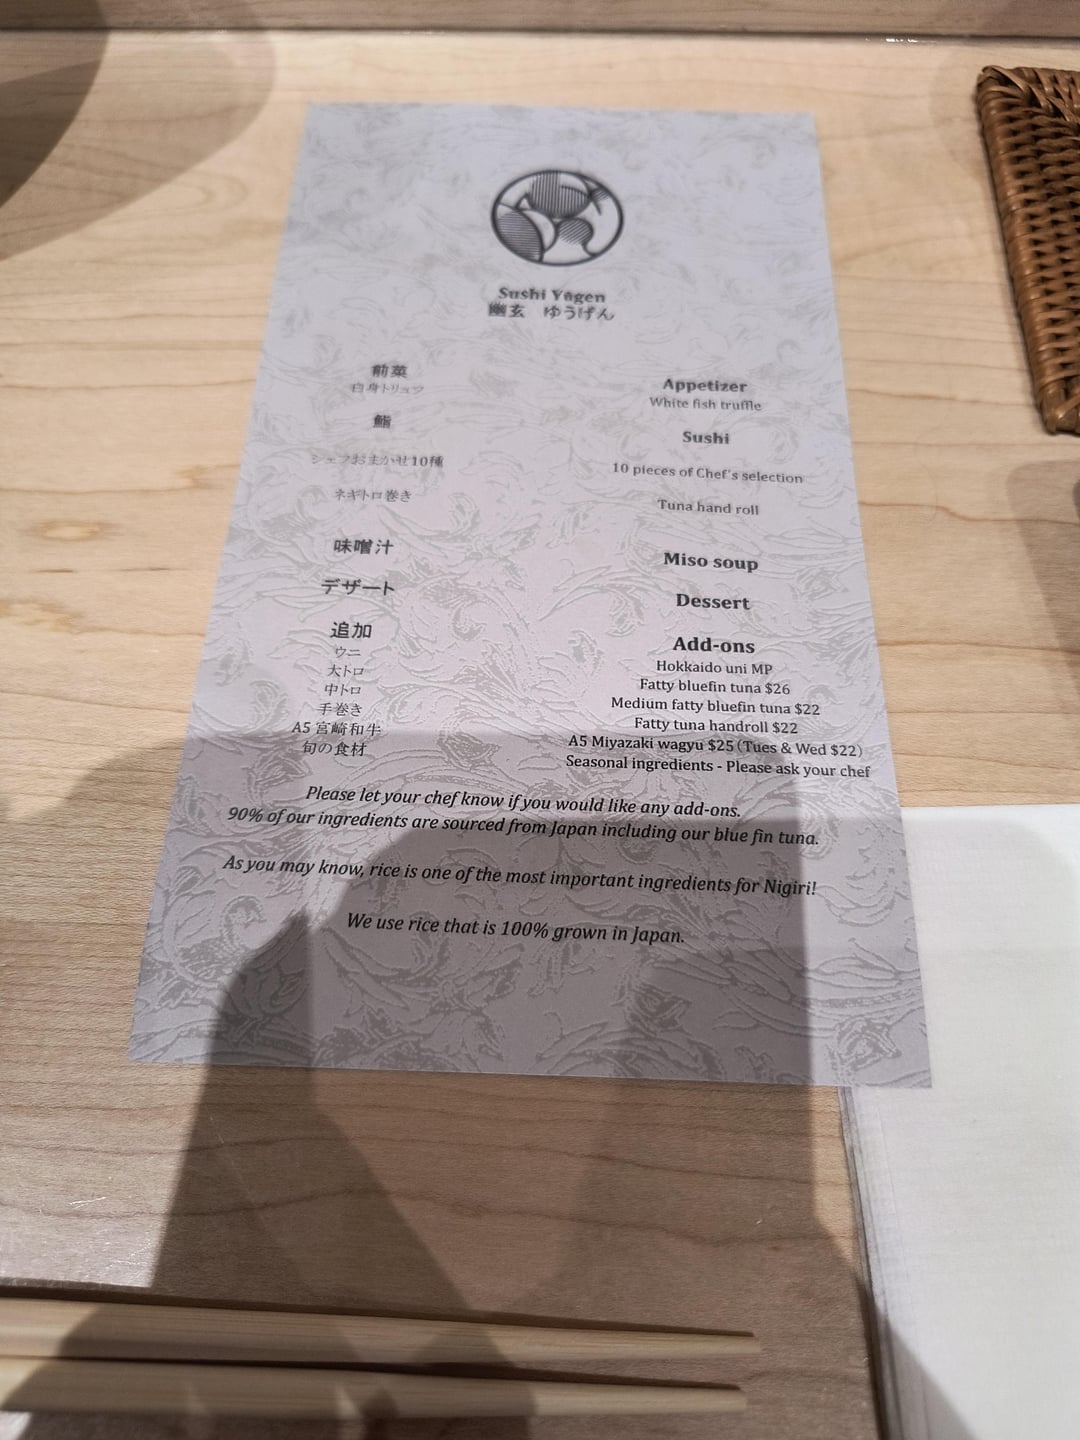 Sushi Yūgen
幽玄 ゆうげん
前菜
白身トリュフ
鮨
シェフおまかせ10種
ネギトロ巻き
味噌汁
デザート
追加
ウニ
大トロ
中トロ
手巻き
A5 宮崎和牛
旬の食材
Appetizer
White fish truffle
Sushi
10 pieces of Chef's selection
Tuna hand roll
Miso soup
Dessert
Add-ons
Hokkaido uni MP
Fatty bluefin tuna $26
Medium fatty bluefin tuna $22
Fatty tuna handroll $22
A5 Miyazaki wagyu $25 (Tues & Wed $22)
Seasonal ingredients - Please ask your chef
Please let your chef know if you would like any add-ons.
90% of our ingredients are sourced from Japan including our blue fin tuna.
As you may know, rice is one of the most important ingredients for Nigiri!
We use rice that is 100% grown in Japan.